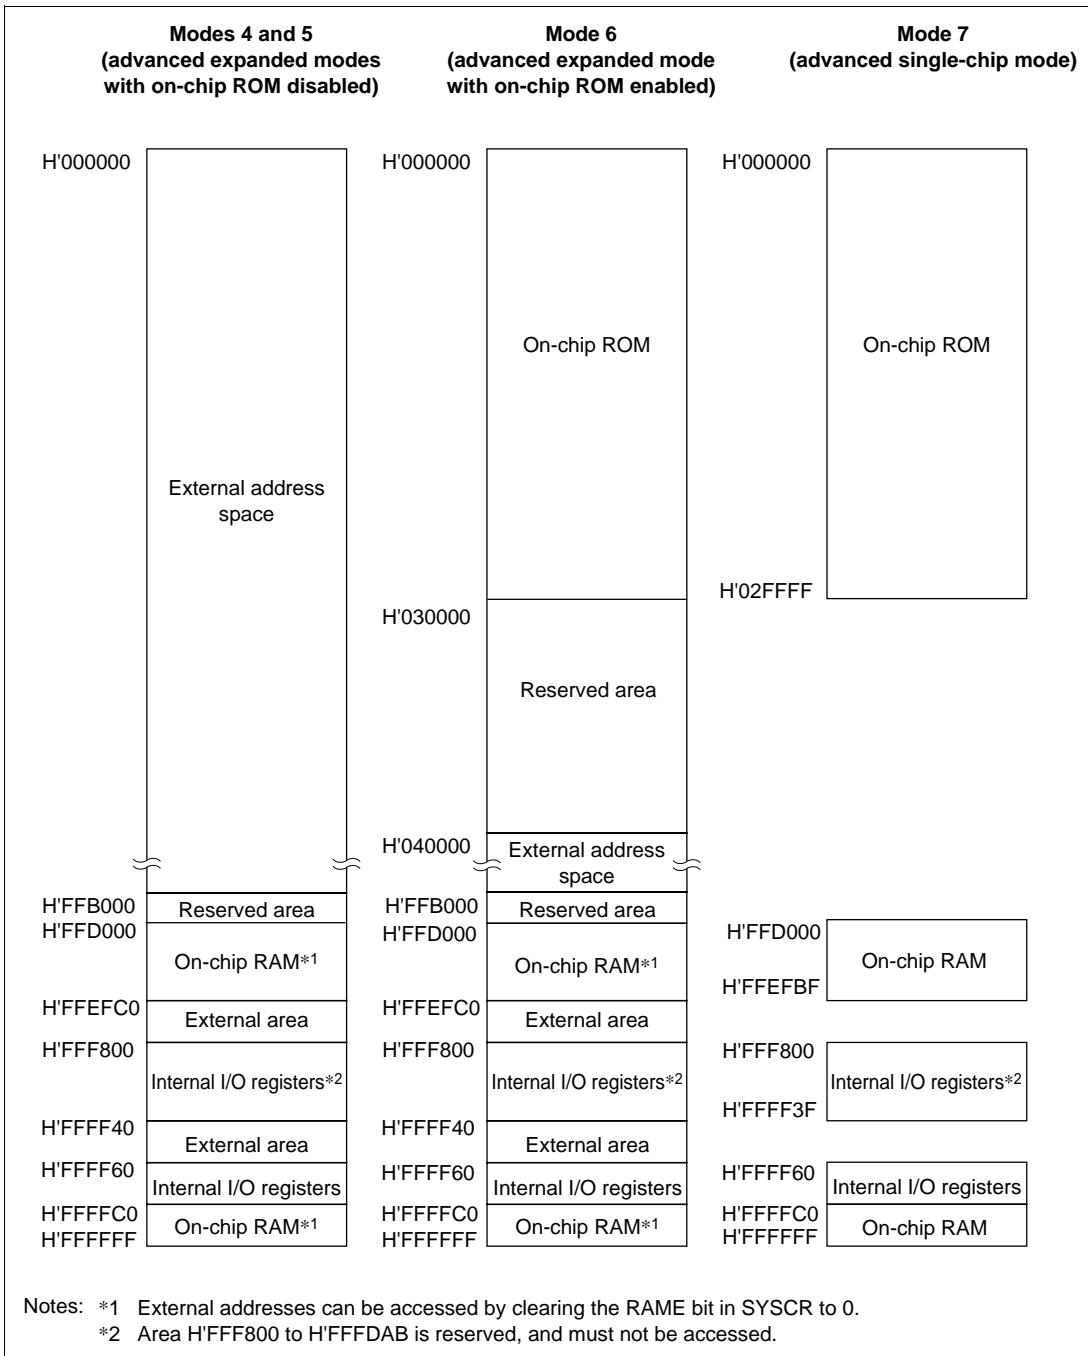 Modes 4 and 5
(advanced expanded modes
with on-chip ROM disabled)
Mode 6
(advanced expanded mode
with on-chip ROM enabled)
Mode 7
(advanced single-chip mode)
H'000000
External address
space
H'FFB000
Reserved area
H'FFD000
On-chip RAM*1
H'FFEFC0
External area
H'FFF800
Internal I/O registers*2
H'FFFF40
External area
H'FFFF60
Internal I/O registers
H'FFFFC0
On-chip RAM*1
H'FFFFFF
H'000000
On-chip ROM
H'030000
Reserved area
H'040000
External address
space
H'FFB000
Reserved area
H'FFD000
On-chip RAM*1
H'FFEFC0
External area
H'FFF800
Internal I/O registers*2
H'FFFF40
External area
H'FFFF60
Internal I/O registers
H'FFFFC0
On-chip RAM*1
H'FFFFFF
H'000000
On-chip ROM
H'02FFFF
H'FFD000
On-chip RAM
H'FFEFBF
H'FFF800
Internal I/O registers*2
H'FFFF3F
H'FFFF60
Internal I/O registers
H'FFFFC0
On-chip RAM
H'FFFFFF
Notes: *1 External addresses can be accessed by clearing the RAME bit in SYSCR to 0.
*2 Area H'FFF800 to H'FFFDAB is reserved, and must not be accessed.